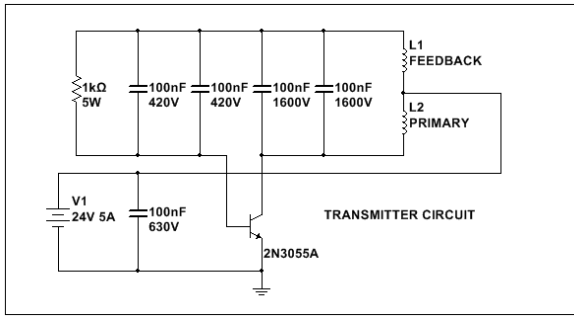 1kΩ
5W
100nF
420V
100nF
420V
100nF
1600V
100nF
1600V
L1
FEEDBACK
L2
PRIMARY
V1
24V 5A
100nF
630V
TRANSMITTER CIRCUIT
2N3055A